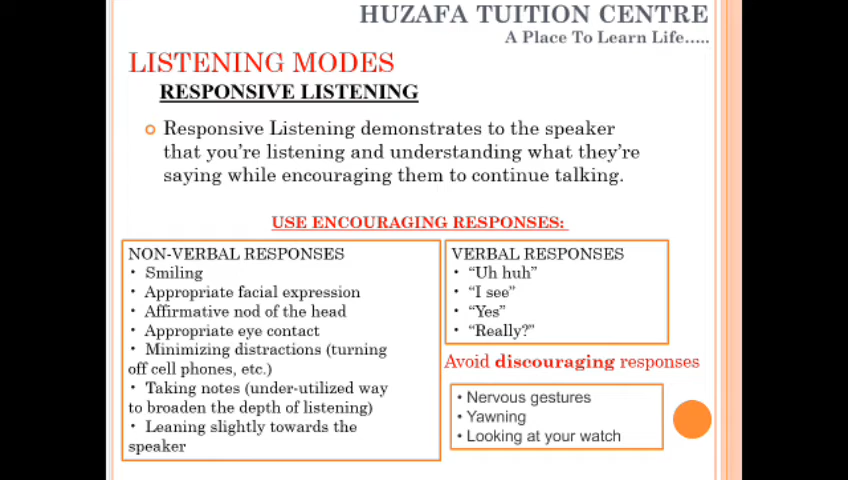 HUZAFA TUITION CENTRE
A Place To Learn Life.....
LISTENING MODES
RESPONSIVE LISTENING
Responsive Listening demonstrates to the speaker
that you're listening and understanding what they're
saying while encouraging them to continue talking.
USE ENCOURAGING RESPONSES:
NON-VERBAL RESPONSES
• Smiling
• Appropriate facial expression
• Affirmative nod of the head
• Appropriate eye contact
• Minimizing distractions (turning
off cell phones, etc.)
• Taking notes (under-utilized way
to broaden the depth of listening)
• Leaning slightly towards the
speaker
VERBAL RESPONSES
• “Uh huh”
• “I see”
• “Yes”
• “Really?”
Avoid discouraging responses
• Nervous gestures
• Yawning
• Looking at your watch